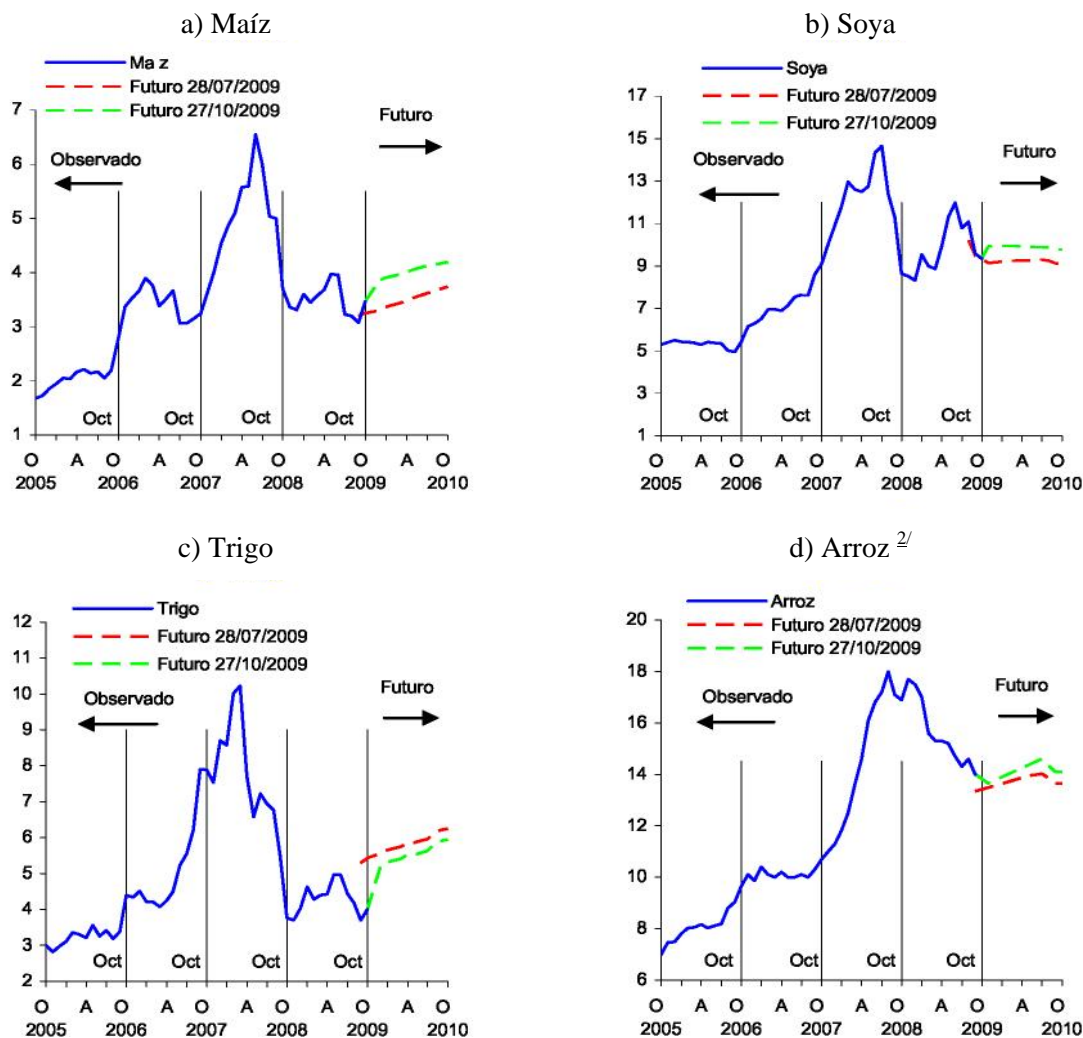 a) Maíz
Ma z
Futuro 28/07/2009
Futuro 27/10/2009
Futuro
Observado
7
6
5
4
3
2
1
Oct Oct Oct Oct
O A O A O A O A O A O
2005 2006 2007 2008 2009 2010
b) Soya
Soya
Futuro 28/07/2009
Futuro 27/10/2009
Observado
Futuro
17
15
13
11
9
7
5
3
1
Oct Oct Oct Oct
O A O A O A O A O A O
2005 2006 2007 2008 2009 2010
c) Trigo
Trigo
Futuro 28/07/2009
Futuro 27/10/2009
Observado
Futuro
12
11
10
9
8
7
6
5
4
3
2
Oct Oct Oct Oct
O A O A O A O A O A O
2005 2006 2007 2008 2009 2010
d) Arroz 2/
Arroz
Futuro 28/07/2009
Futuro 27/10/2009
Observado
Futuro
20
18
16
14
12
10
8
6
Oct Oct Oct Oct
O A O A O A O A O A O
2005 2006 2007 2008 2009 2010